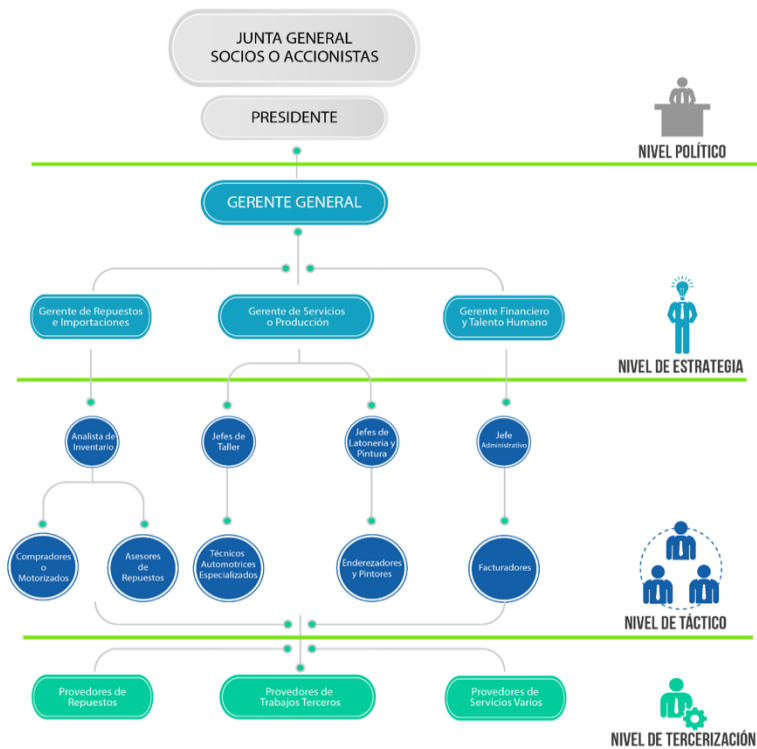 JUNTA GENERAL
SOCIOS O ACCIONISTAS
PRESIDENTE
NIVEL POLÍTICO
GERENTE GENERAL
Gerente de Repuestos
e Importaciones
Gerente de Servicios
o Producción
Gerente Financiero
y Talento Humano
NIVEL DE ESTRATEGIA
Analista de
Inventario
Jefes de
Taller
Jefes de
Latonería y
Pintura
Jefe
Administrativo
Compradores
o
Motorizados
Asesores
de
Repuestos
Técnicos
Automotrices
Especializados
Enderezadores
y Pintores
Facturadores
NIVEL DE TÁCTICO
Provedores de
Repuestos
Provedores de
Trabajos Terceros
Provedores de
Servicios Varios
NIVEL DE TERCERIZACIÓN